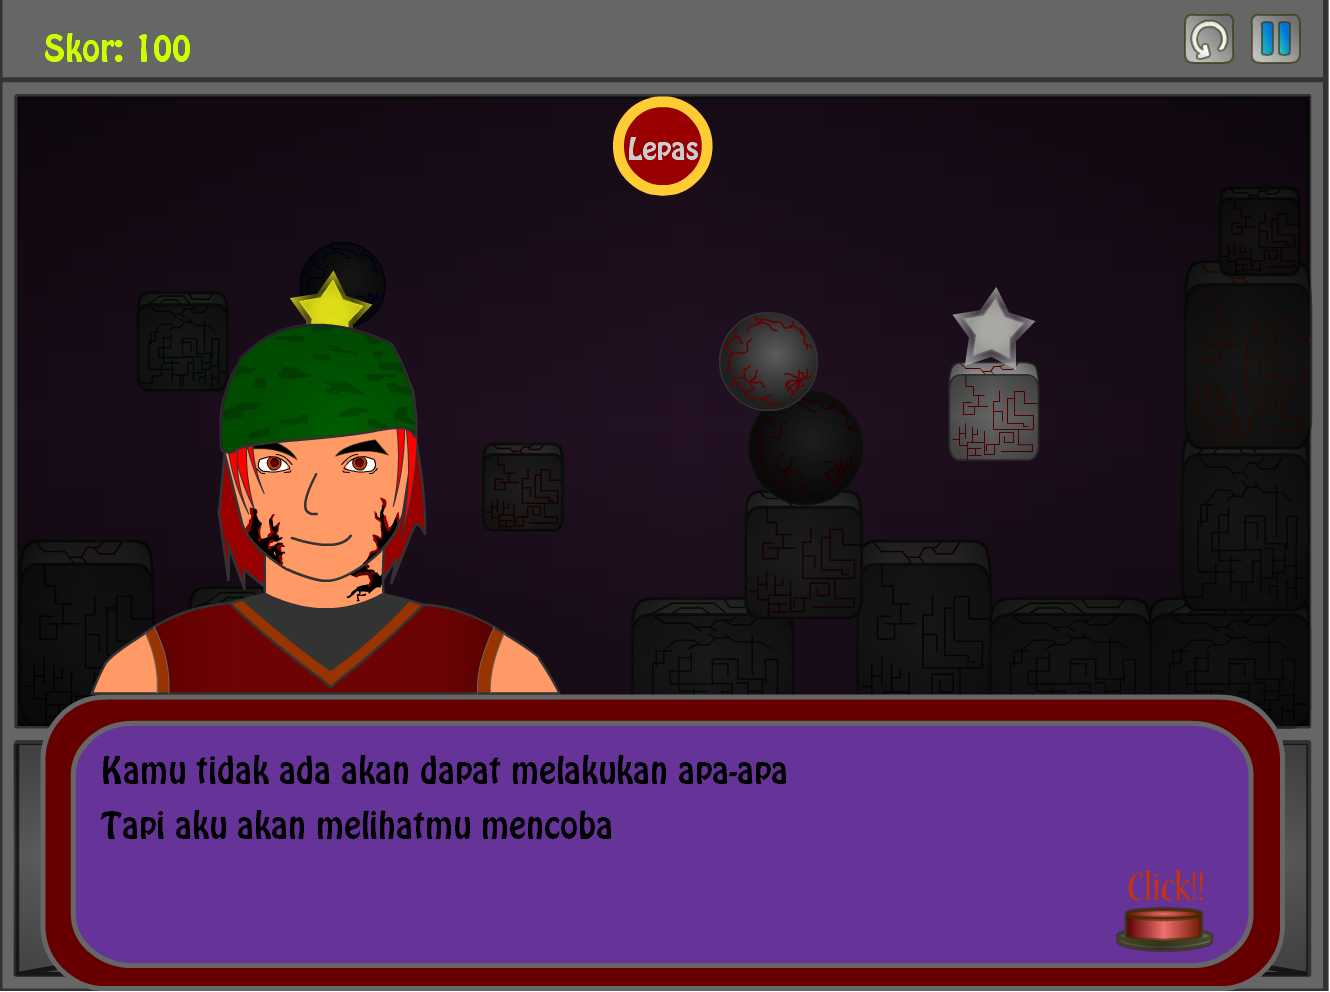 Skor: 100
Lepas
Kamu tidak ada akan dapat melakukan apa-apa
Tapi aku akan melihatmu mencoba
Click!!